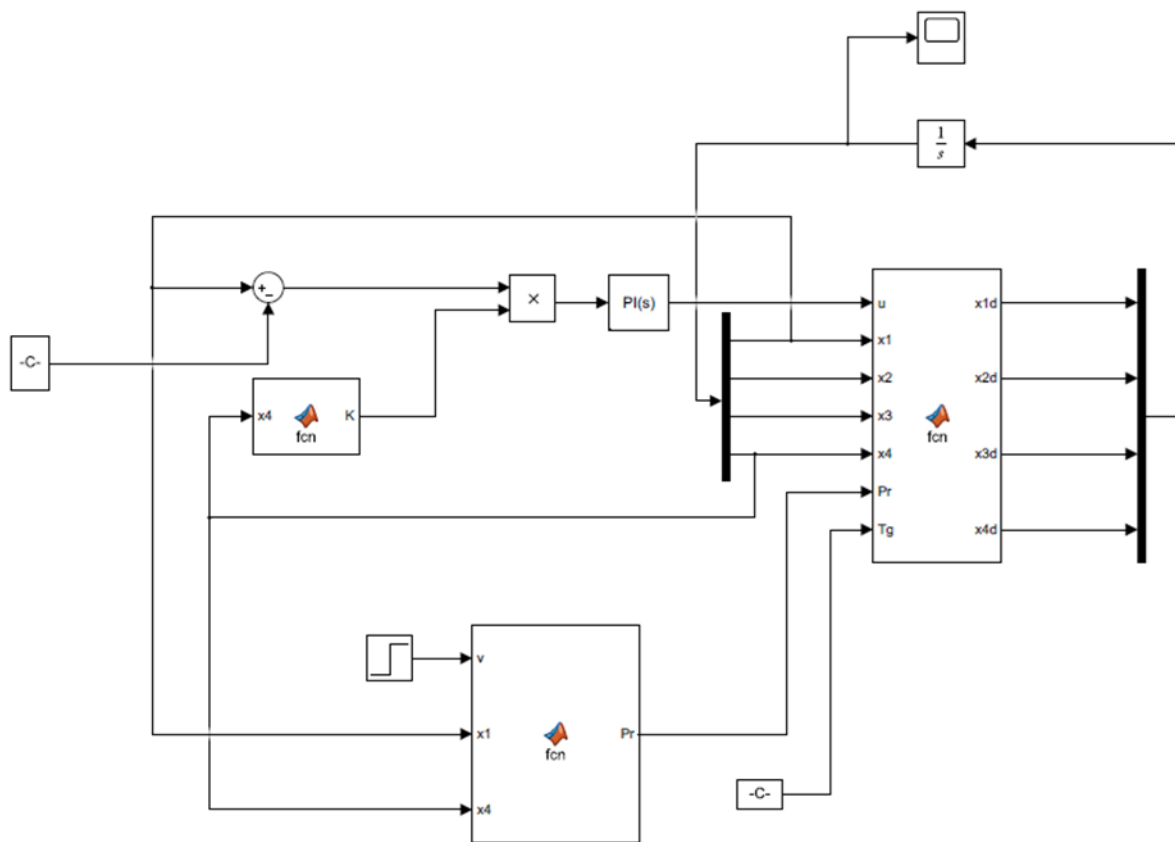 1
s
+
−
×
PI(s)
u
x1d
x1
-C-
x2
x2d
x4
K
fcn
x3
fcn
x4
x3d
Pr
Tg
x4d
v
x1
Pr
fcn
-C-
x4